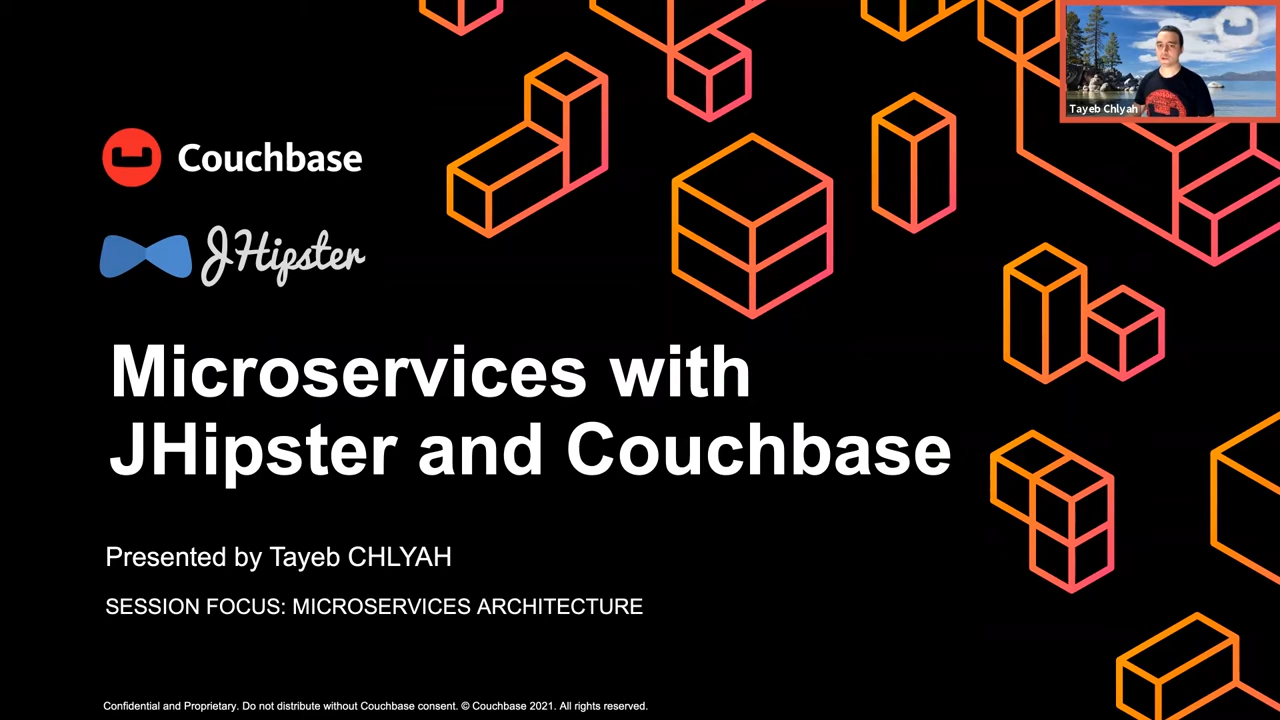 Tayeb Chlyah
Couchbase
JHipster
Microservices with
JHipster and Couchbase
Presented by Tayeb CHLYAH
SESSION FOCUS: MICROSERVICES ARCHITECTURE
Confidential and Proprietary. Do not distribute without Couchbase consent. © Couchbase 2021. All rights reserved.